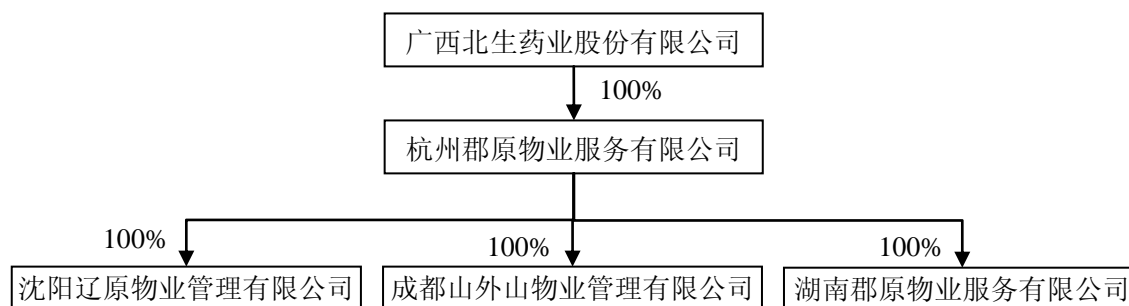 广西北生药业股份有限公司
100%
杭州郡原物业服务有限公司
100%
100%
100%
沈阳辽原物业管理有限公司
成都山外山物业管理有限公司
湖南郡原物业服务有限公司